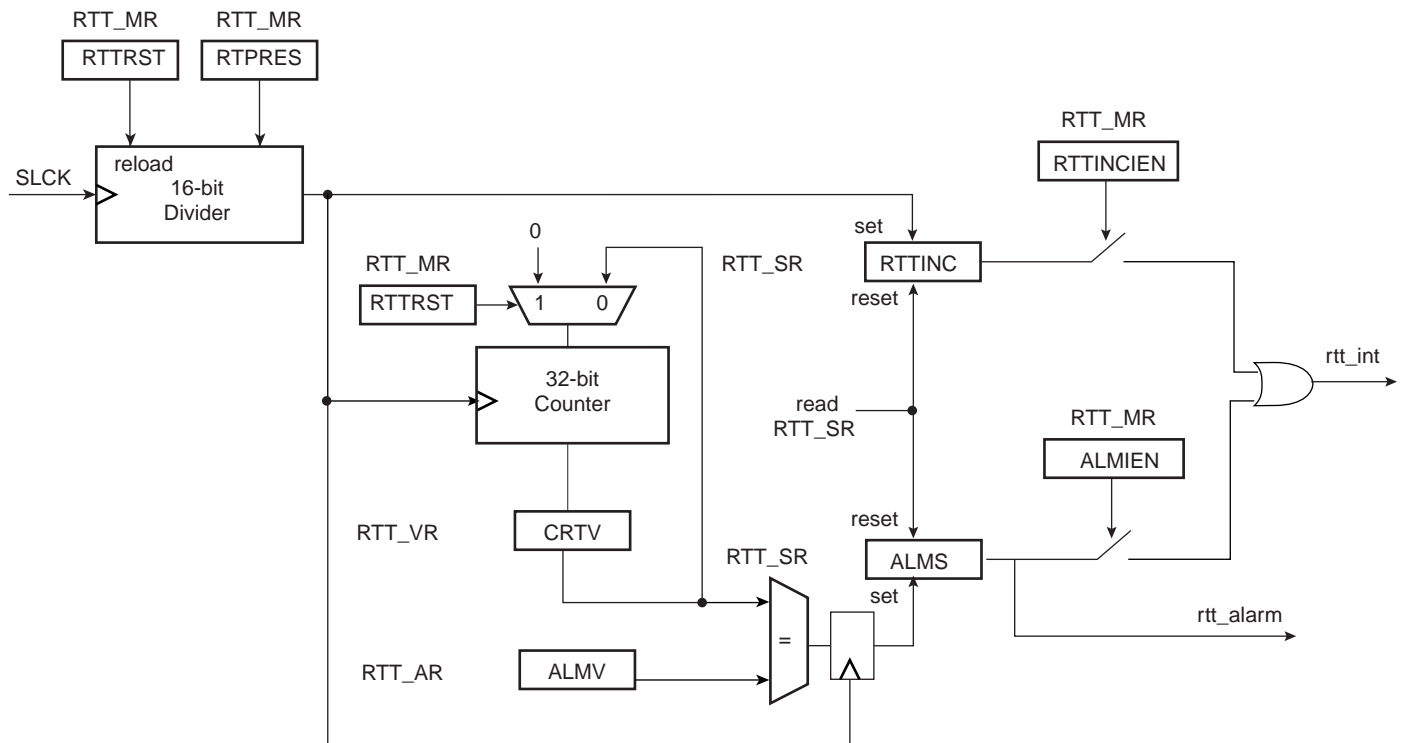 RTT_MR
RTT_MR
RTTRST
RTPRES
RTT_MR
reload
RTTINCIEN
SLCK
16-bit
Divider
set
0
RTT_MR
RTT_SR
RTTINC
RTTRST
1
0
reset
rtt_int
32-bit
Counter
read
RTT_SR
RTT_MR
ALMIEN
reset
RTT_VR
CRTV
RTT_SR
ALMS
set
rtt_alarm
=
RTT_AR
ALMV